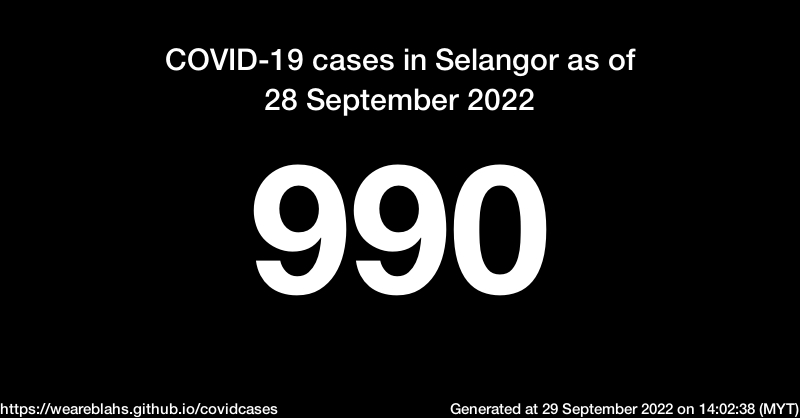 COVID-19 cases in Selangor as of
28 September 2022
990
https://weareblahs.github.io/covidcases
Generated at 29 September 2022 on 14:02:38 (MYT)